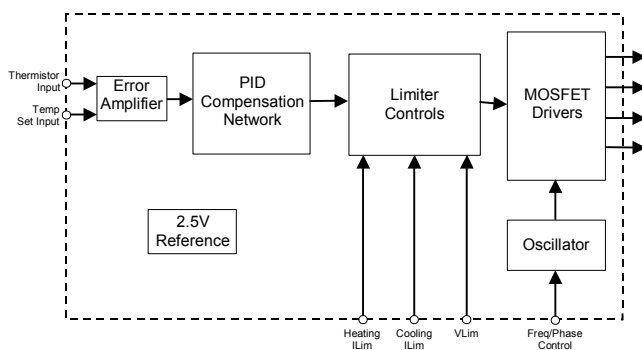 Thermistor
Input
Temp
Set Input
Error
Amplifier
PID
Compensation
Network
Limiter
Controls
MOSFET
Drivers
2.5V
Reference
Oscillator
Heating
ILim
Cooling
ILim
VLim
Freq/Phase
Control